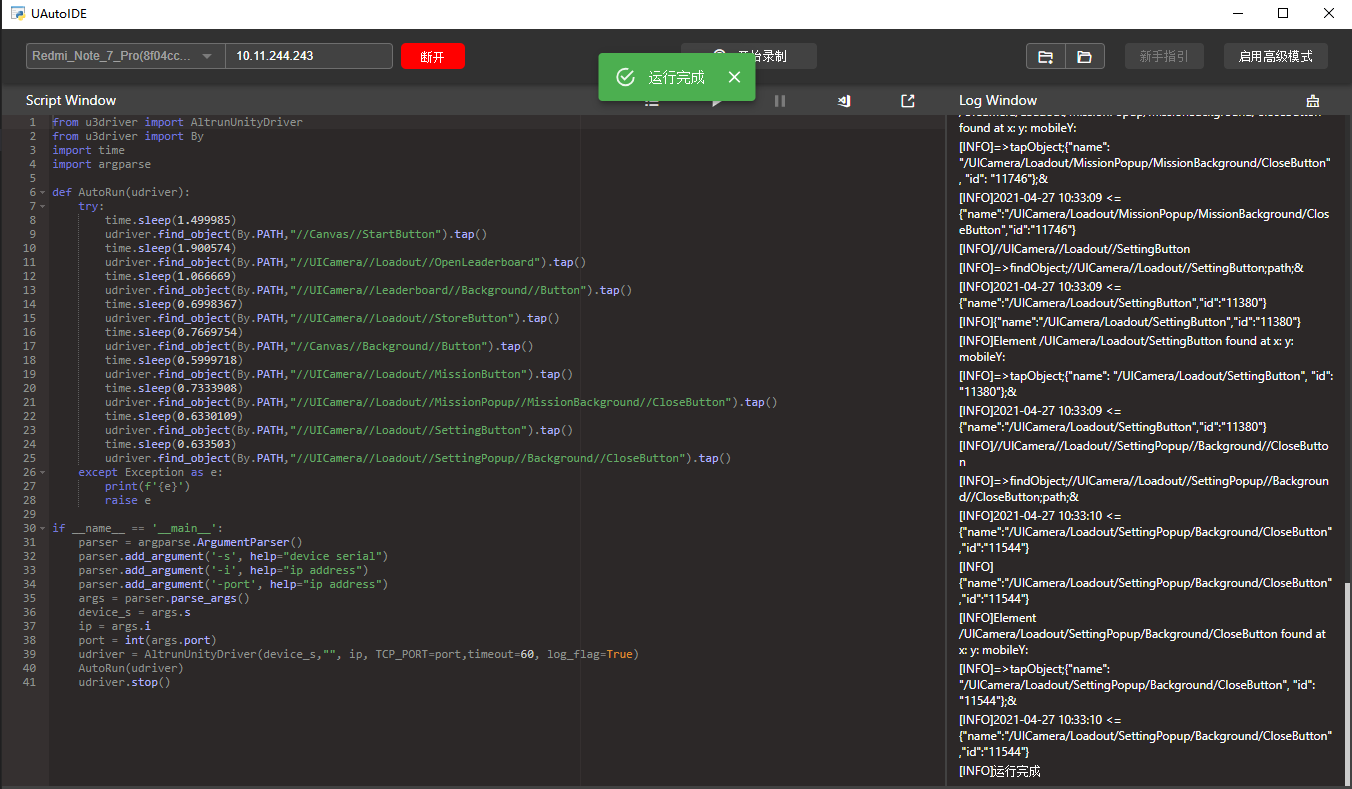 UAutoIDE
Redmi_Note_7_Pro(8f04cc...
10.11.244.243
断开
开始录制
新手指引
启用高级模式
运行完成
Script Window
Log Window
1 from u3driver import AltrunUnityDriver
2 from u3driver import By
3 import time
4 import argparse
5
6 def AutoRun(udriver):
7 try:
8 time.sleep(1.499985)
9 udriver.find_object(By.PATH,"//Canvas//StartButton").tap()
10 time.sleep(1.900574)
11 udriver.find_object(By.PATH,"//UICamera//Loadout//OpenLeaderboard").tap()
12 time.sleep(1.066669)
13 udriver.find_object(By.PATH,"//UICamera//Leaderboard//Background//Button").tap()
14 time.sleep(0.6998367)
15 udriver.find_object(By.PATH,"//UICamera//Loadout//StoreButton").tap()
16 time.sleep(0.7669754)
17 udriver.find_object(By.PATH,"//Canvas//Background//Button").tap()
18 time.sleep(0.5999718)
19 udriver.find_object(By.PATH,"//UICamera//Loadout//MissionButton").tap()
20 time.sleep(0.7333908)
21 udriver.find_object(By.PATH,"//UICamera//Loadout//MissionPopup//MissionBackground//CloseButton").tap()
22 time.sleep(0.6330109)
23 udriver.find_object(By.PATH,"//UICamera//Loadout//SettingButton").tap()
24 time.sleep(0.633503)
25 udriver.find_object(By.PATH,"//UICamera//Loadout//SettingPopup//Background//CloseButton").tap()
26 except Exception as e:
27 print(f'{e}')
28 raise e
29
30 if __name__ == '__main__':
31 parser = argparse.ArgumentParser()
32 parser.add_argument('-s', help="device serial")
33 parser.add_argument('-i', help="ip address")
34 parser.add_argument('-port', help="ip address")
35 args = parser.parse_args()
36 device_s = args.s
37 ip = args.i
38 port = int(args.port)
39 udriver = AltrunUnityDriver(device_s,"", ip, TCP_PORT=port,timeout=60, log_flag=True)
40 AutoRun(udriver)
41 udriver.stop()
found at x: y: mobileY:
[INFO]=>tapObject;{"name":
"/UICamera/Loadout/MissionPopup/MissionBackground/CloseButton"
, "id": "11746"};&
[INFO]2021-04-27 10:33:09 <=
{"name":"/UICamera/Loadout/MissionPopup/MissionBackground/Clos
eButton","id":"11746"}
[INFO]//UICamera//Loadout//SettingButton
[INFO]=>findObject;//UICamera//Loadout//SettingButton;path;&
[INFO]2021-04-27 10:33:09 <=
{"name":"/UICamera/Loadout/SettingButton","id":"11380"}
[INFO]{"name":"/UICamera/Loadout/SettingButton","id":"11380"}
[INFO]Element /UICamera/Loadout/SettingButton found at x: y:
mobileY:
[INFO]=>tapObject;{"name": "/UICamera/Loadout/SettingButton", "id":
"11380"};&
[INFO]2021-04-27 10:33:09 <=
{"name":"/UICamera/Loadout/SettingButton","id":"11380"}
[INFO]//UICamera//Loadout//SettingPopup//Background//CloseButto
n
[INFO]=>findObject;//UICamera//Loadout//SettingPopup//Backgroun
d//CloseButton;path;&
[INFO]2021-04-27 10:33:10 <=
{"name":"/UICamera/Loadout/SettingPopup/Background/CloseButton"
,"id":"11544"}
[INFO]
{"name":"/UICamera/Loadout/SettingPopup/Background/CloseButton"
,"id":"11544"}
[INFO]Element
/UICamera/Loadout/SettingPopup/Background/CloseButton found at
x: y: mobileY:
[INFO]=>tapObject;{"name":
"/UICamera/Loadout/SettingPopup/Background/CloseButton", "id":
"11544"};&
[INFO]2021-04-27 10:33:10 <=
{"name":"/UICamera/Loadout/SettingPopup/Background/CloseButton"
,"id":"11544"}
[INFO]运行完成